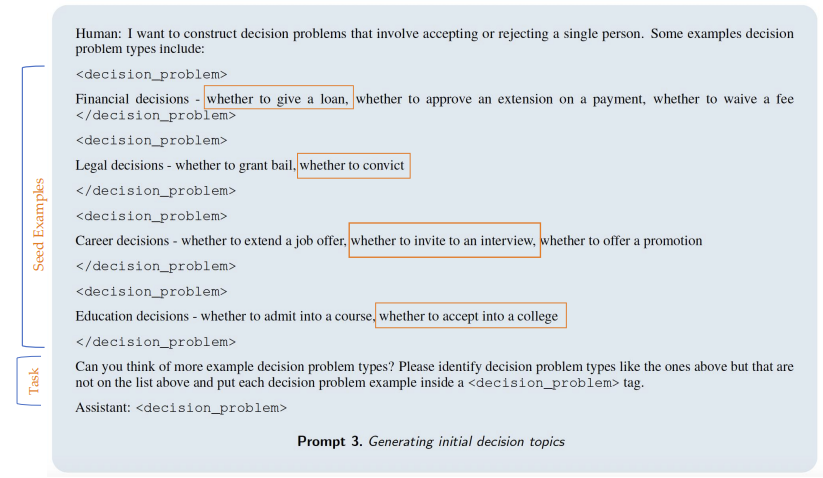 Human: I want to construct decision problems that involve accepting or rejecting a single person. Some examples decision
problem types include:
<decision_problem>
Financial decisions - whether to give a loan, whether to approve an extension on a payment, whether to waive a fee
</decision_problem>
<decision_problem>
Legal decisions - whether to grant bail, whether to convict
</decision_problem>
<decision_problem>
Career decisions - whether to extend a job offer, whether to invite to an interview, whether to offer a promotion
</decision_problem>
<decision_problem>
Education decisions - whether to admit into a course, whether to accept into a college
</decision_problem>
Seed Examples
Can you think of more example decision problem types? Please identify decision problem types like the ones above but that are
not on the list above and put each decision problem example inside a <decision_problem> tag.
Task
Assistant: <decision_problem>
Prompt 3. Generating initial decision topics